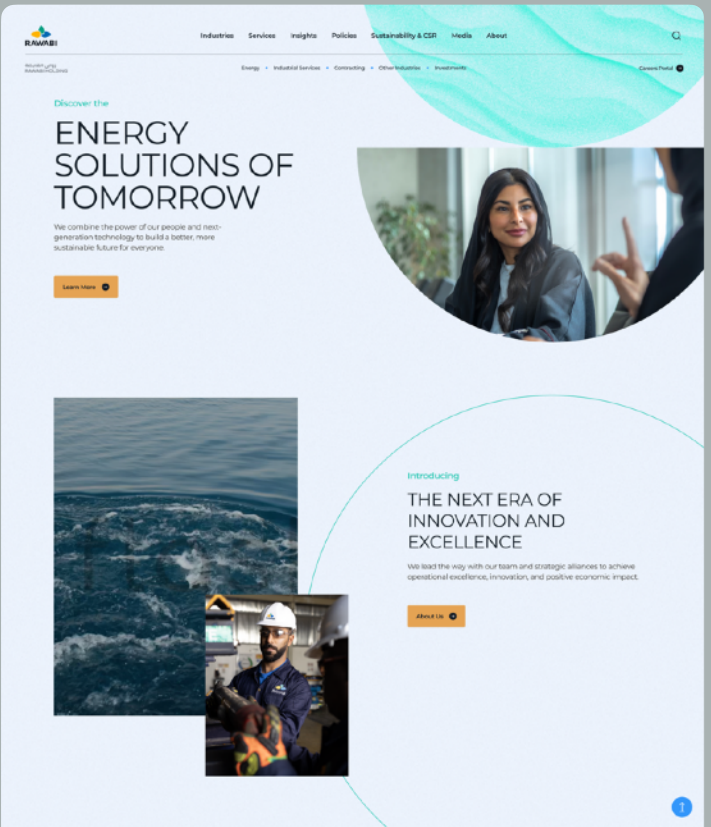 RAWABI
Industries Services Insights Policies Sustainability & CSR Media About
RAWABI HOLDING
Energy • Industrial Services • Contracting • Other Industries • Investments
Careers Portal
Discover the
ENERGY
SOLUTIONS OF
TOMORROW
We combine the power of our people and next-
generation technology to build a better, more
sustainable future for everyone.
Learn More
Introducing
THE NEXT ERA OF
INNOVATION AND
EXCELLENCE
We lead the way with our team and strategic alliances to achieve
operational excellence, innovation, and positive economic impact.
About Us